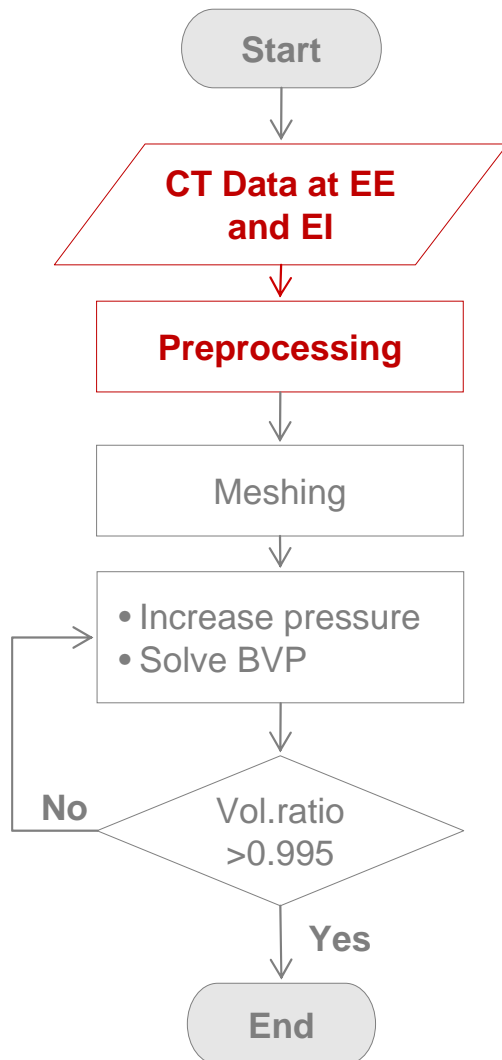 Start
CT Data at EE
and EI
Preprocessing
Meshing
• Increase pressure
• Solve BVP
No
Vol.ratio
>0.995
Yes
End